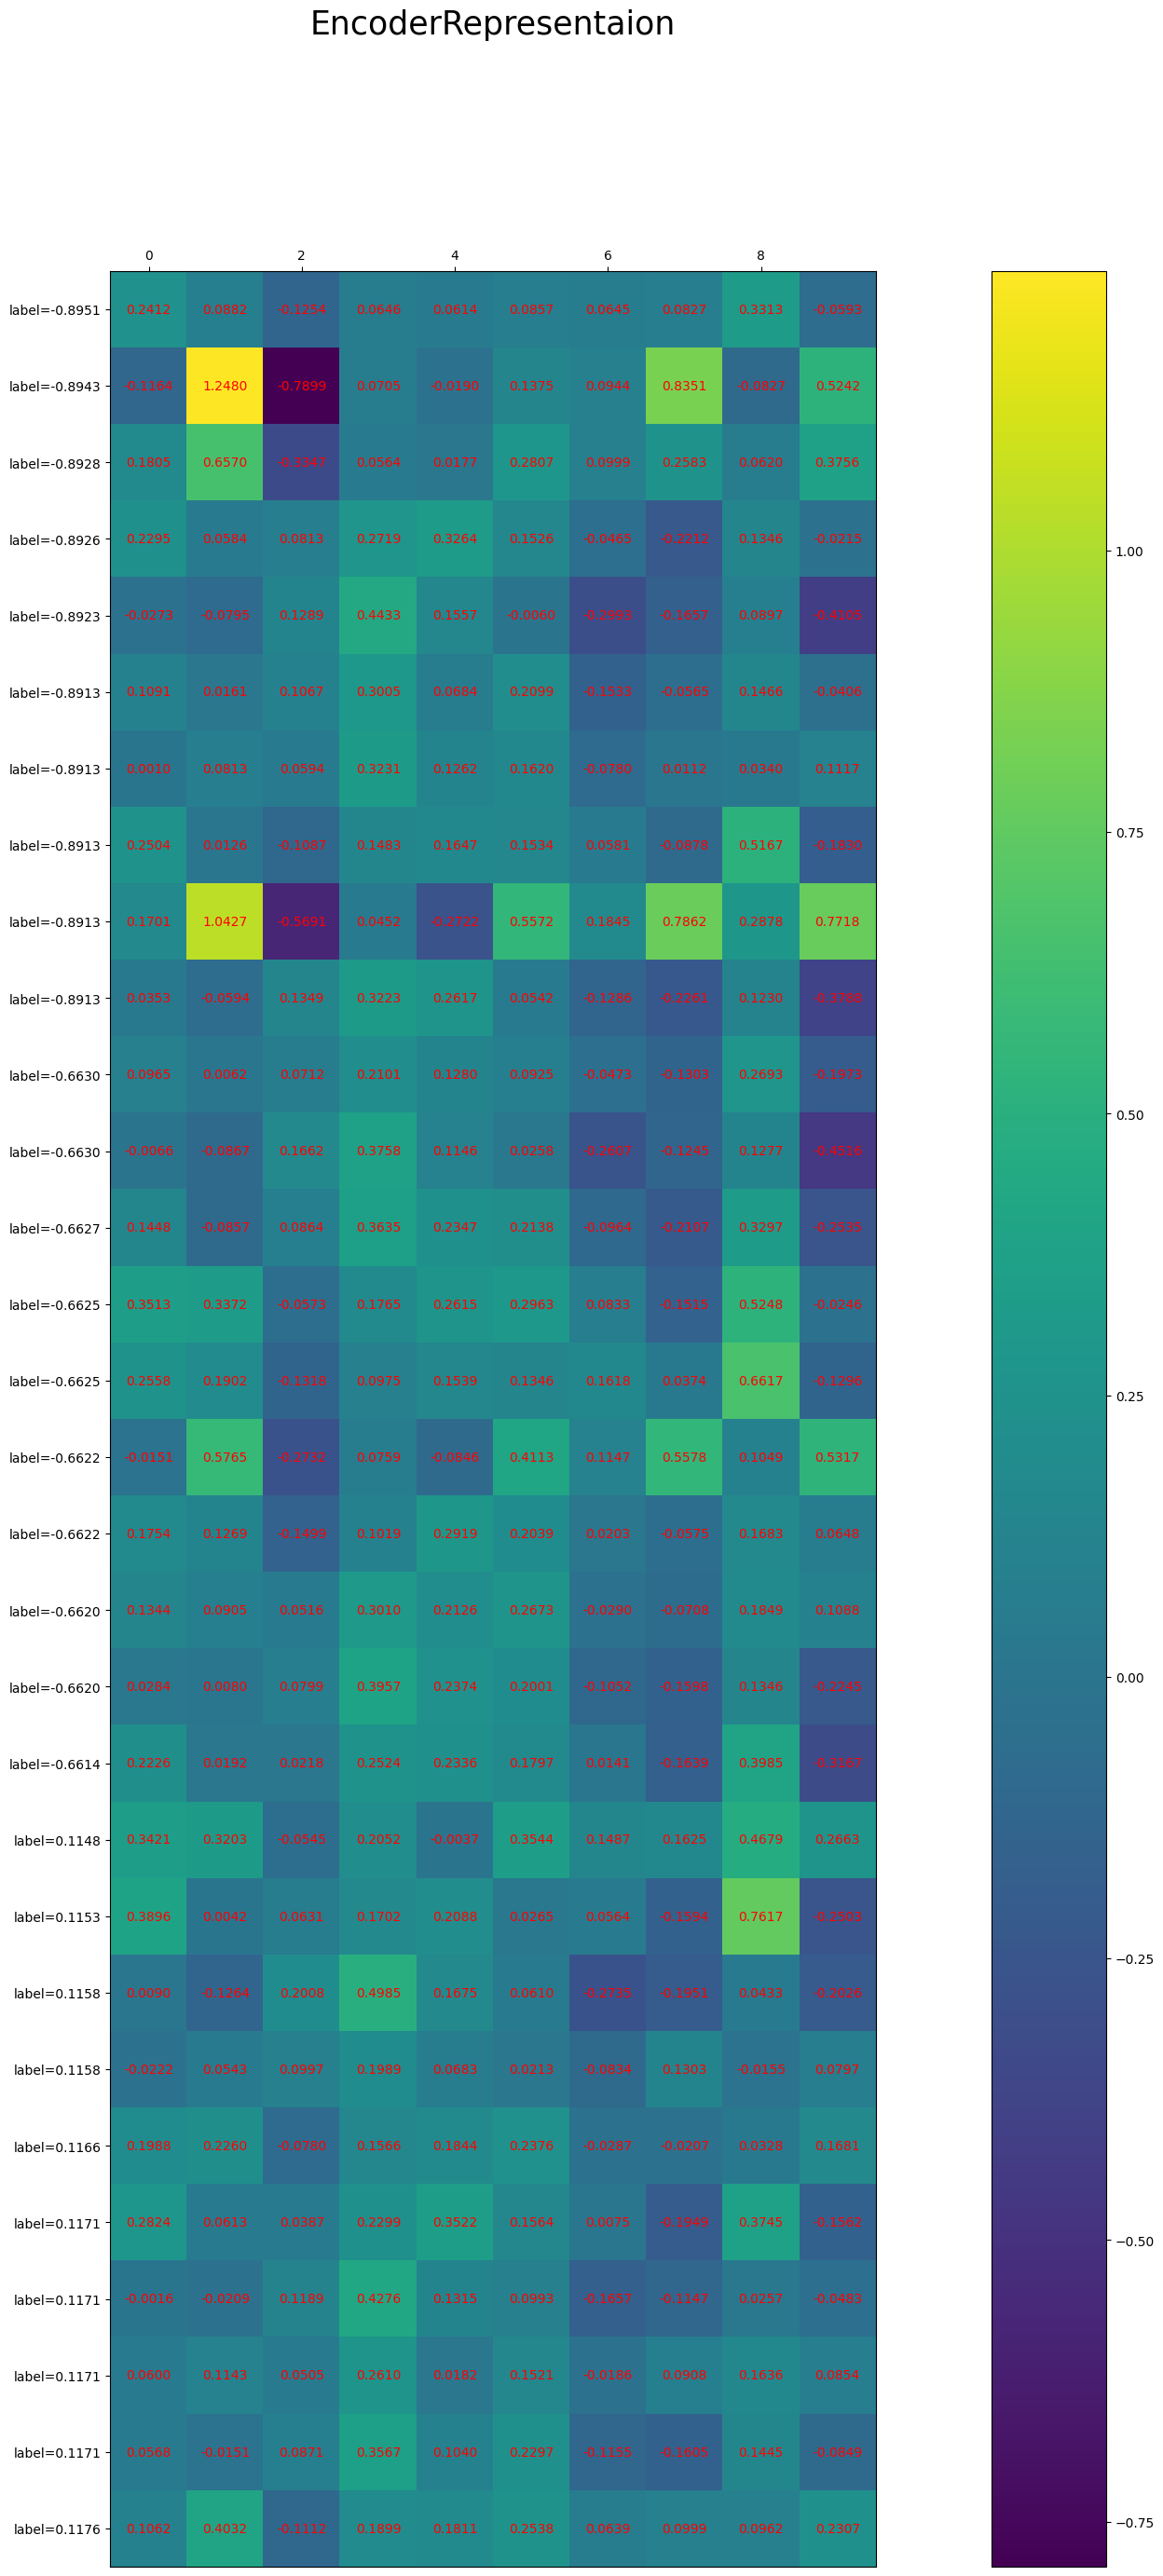 EncoderRepresentaion
0 2 4 6 8
label=-0.8951 0.2412 0.0882 -0.1254 0.0646 0.0614 0.0857 0.0645 0.0827 0.3313 -0.0593
label=-0.8943 -0.1164 1.2480 -0.7899 0.0705 -0.0190 0.1375 0.0944 0.8351 -0.0827 0.5242
label=-0.8928 0.1805 0.6570 0.0564 0.0177 0.2807 0.0999 0.2583 0.0620 0.3756
label=-0.8926 0.2295 0.0584 0.0813 0.2719 0.3264 0.1526 -0.0465 -0.2212 0.1346 -0.0215
1.00
label=-0.8923 -0.0273 -0.0795 0.1289 0.4433 0.1557 -0.0060 -0.1657 0.0897
label=-0.8913 0.1091 0.0161 0.1067 0.3005 0.0684 0.2099 -0.1533 -0.0565 0.1466 -0.0406
label=-0.8913 0.0010 0.0813 0.0594 0.3231 0.1262 0.1620 -0.0780 0.0112 0.0340 0.1117
0.75
label=-0.8913 0.2504 0.0126 -0.1087 0.1483 0.1647 0.1534 0.0581 -0.0878 0.5167 -0.1830
label=-0.8913 0.1701 1.0427 -0.5691 0.0452 -0.2722 0.5572 0.1845 0.7862 0.2878 0.7718
label=-0.8913 0.0353 -0.0594 0.1349 0.3223 0.2617 0.0542 -0.1286 -0.2261 0.1230
label=-0.6630 0.0965 0.0062 0.0712 0.2101 0.1280 0.0925 -0.0473 -0.1303 0.2693 -0.1973
0.50
label=-0.6630 -0.0066 -0.0867 0.1662 0.3758 0.1146 0.0258 -0.2607 -0.1245 0.1277
label=-0.6627 0.1448 -0.0857 0.0864 0.3635 0.2347 0.2138 -0.0964 -0.2107 0.3297 -0.2535
label=-0.6625 0.3513 0.3372 -0.0573 0.1765 0.2615 0.2963 0.0833 -0.1515 0.5248 -0.0246
label=-0.6625 0.2558 0.1902 -0.1318 0.0975 0.1539 0.1346 0.1618 0.0374 0.6617 -0.1296
0.25
label=-0.6622 -0.0151 0.5765 0.0759 -0.0846 0.4113 0.1147 0.5578 0.1049 0.5317
label=-0.6622 0.1754 0.1269 -0.1499 0.1019 0.2919 0.2039 0.0203 -0.0575 0.1683 0.0648
label=-0.6620 0.1344 0.0905 0.0516 0.3010 0.2126 0.2673 -0.0290 -0.0708 0.1849 0.1088
0.00
label=-0.6620 0.0284 0.0080 0.0799 0.3957 0.2374 0.2001 -0.1052 -0.1598 0.1346 -0.2245
label=-0.6614 0.2226 0.0192 0.0218 0.2524 0.2336 0.1797 0.0141 -0.1639 0.3985
label=0.1148 0.3421 0.3203 -0.0545 0.2052 -0.0037 0.3544 0.1487 0.1625 0.4679 0.2663
label=0.1153 0.3896 0.0042 0.0631 0.1702 0.2088 0.0265 0.0564 -0.1594 0.7617
−0.25
label=0.1158 0.0090 -0.1264 0.2008 0.4985 0.1675 0.0610 -0.1951 0.0433 -0.2026
label=0.1158 -0.0222 0.0543 0.0997 0.1989 0.0683 0.0213 -0.0834 0.1303 -0.0155 0.0797
label=0.1166 0.1988 0.2260 -0.0780 0.1566 0.1844 0.2376 -0.0287 -0.0207 0.0328 0.1681
label=0.1171 0.2824 0.0613 0.0387 0.2299 0.3522 0.1564 0.0075 -0.1949 0.3745 -0.1562
−0.50
label=0.1171 -0.0016 -0.0209 0.1189 0.4276 0.1315 0.0993 -0.1657 -0.1147 0.0257 -0.0483
label=0.1171 0.0600 0.1143 0.0505 0.2610 0.0182 0.1521 -0.0186 0.0908 0.1636 0.0854
label=0.1171 0.0568 -0.0151 0.0871 0.3567 0.1040 0.2297 -0.1155 -0.1605 0.1445 -0.0849
label=0.1176 0.1062 0.4032 -0.1112 0.1899 0.1811 0.2538 0.0639 0.0999 0.0962 0.2307
−0.75